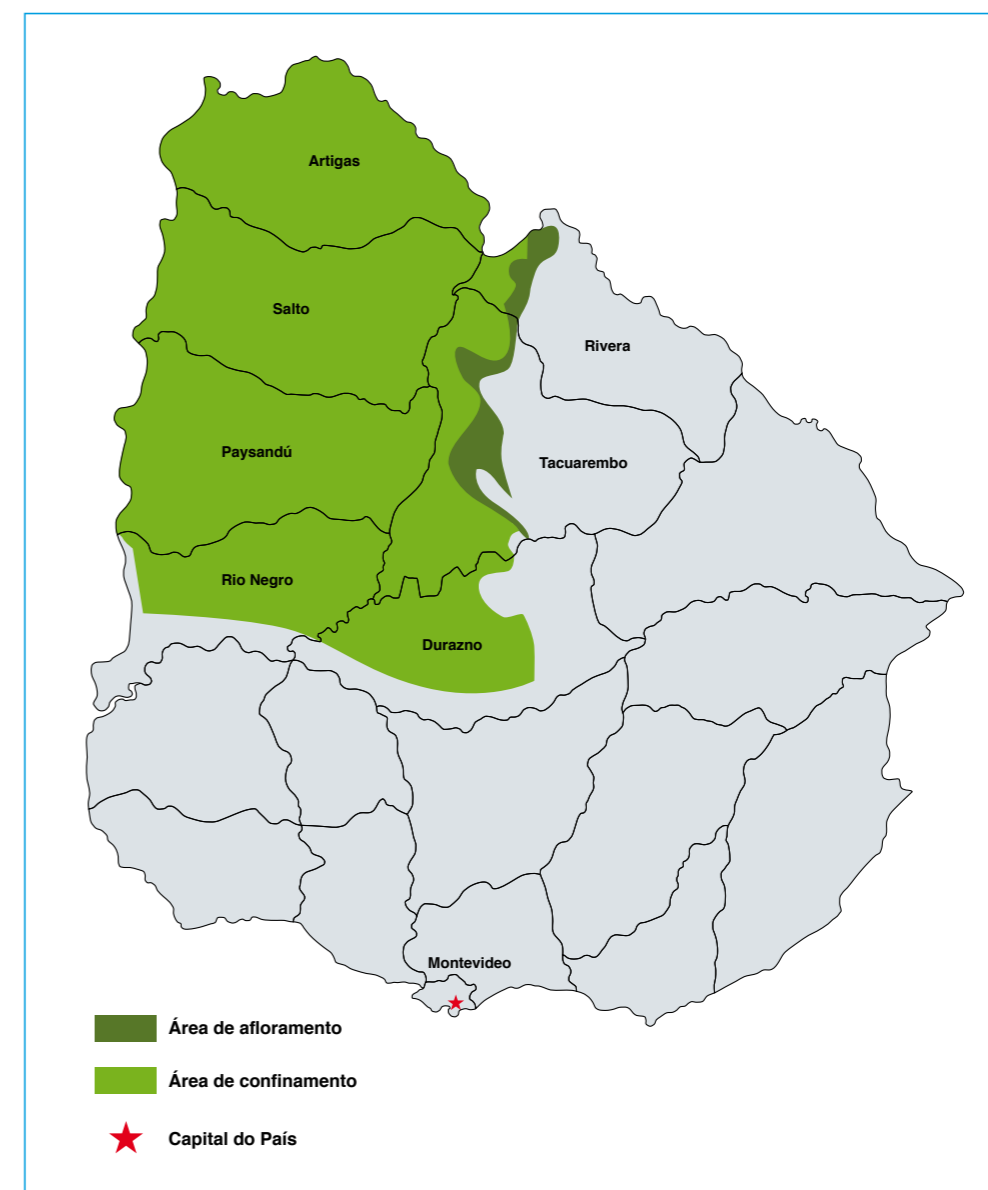 Artigas
Salto
Rivera
Paysandú
Tacuarembo
Rio Negro
Durazno
Montevideo
Área de afloramento
Área de confinamento
Capital do País